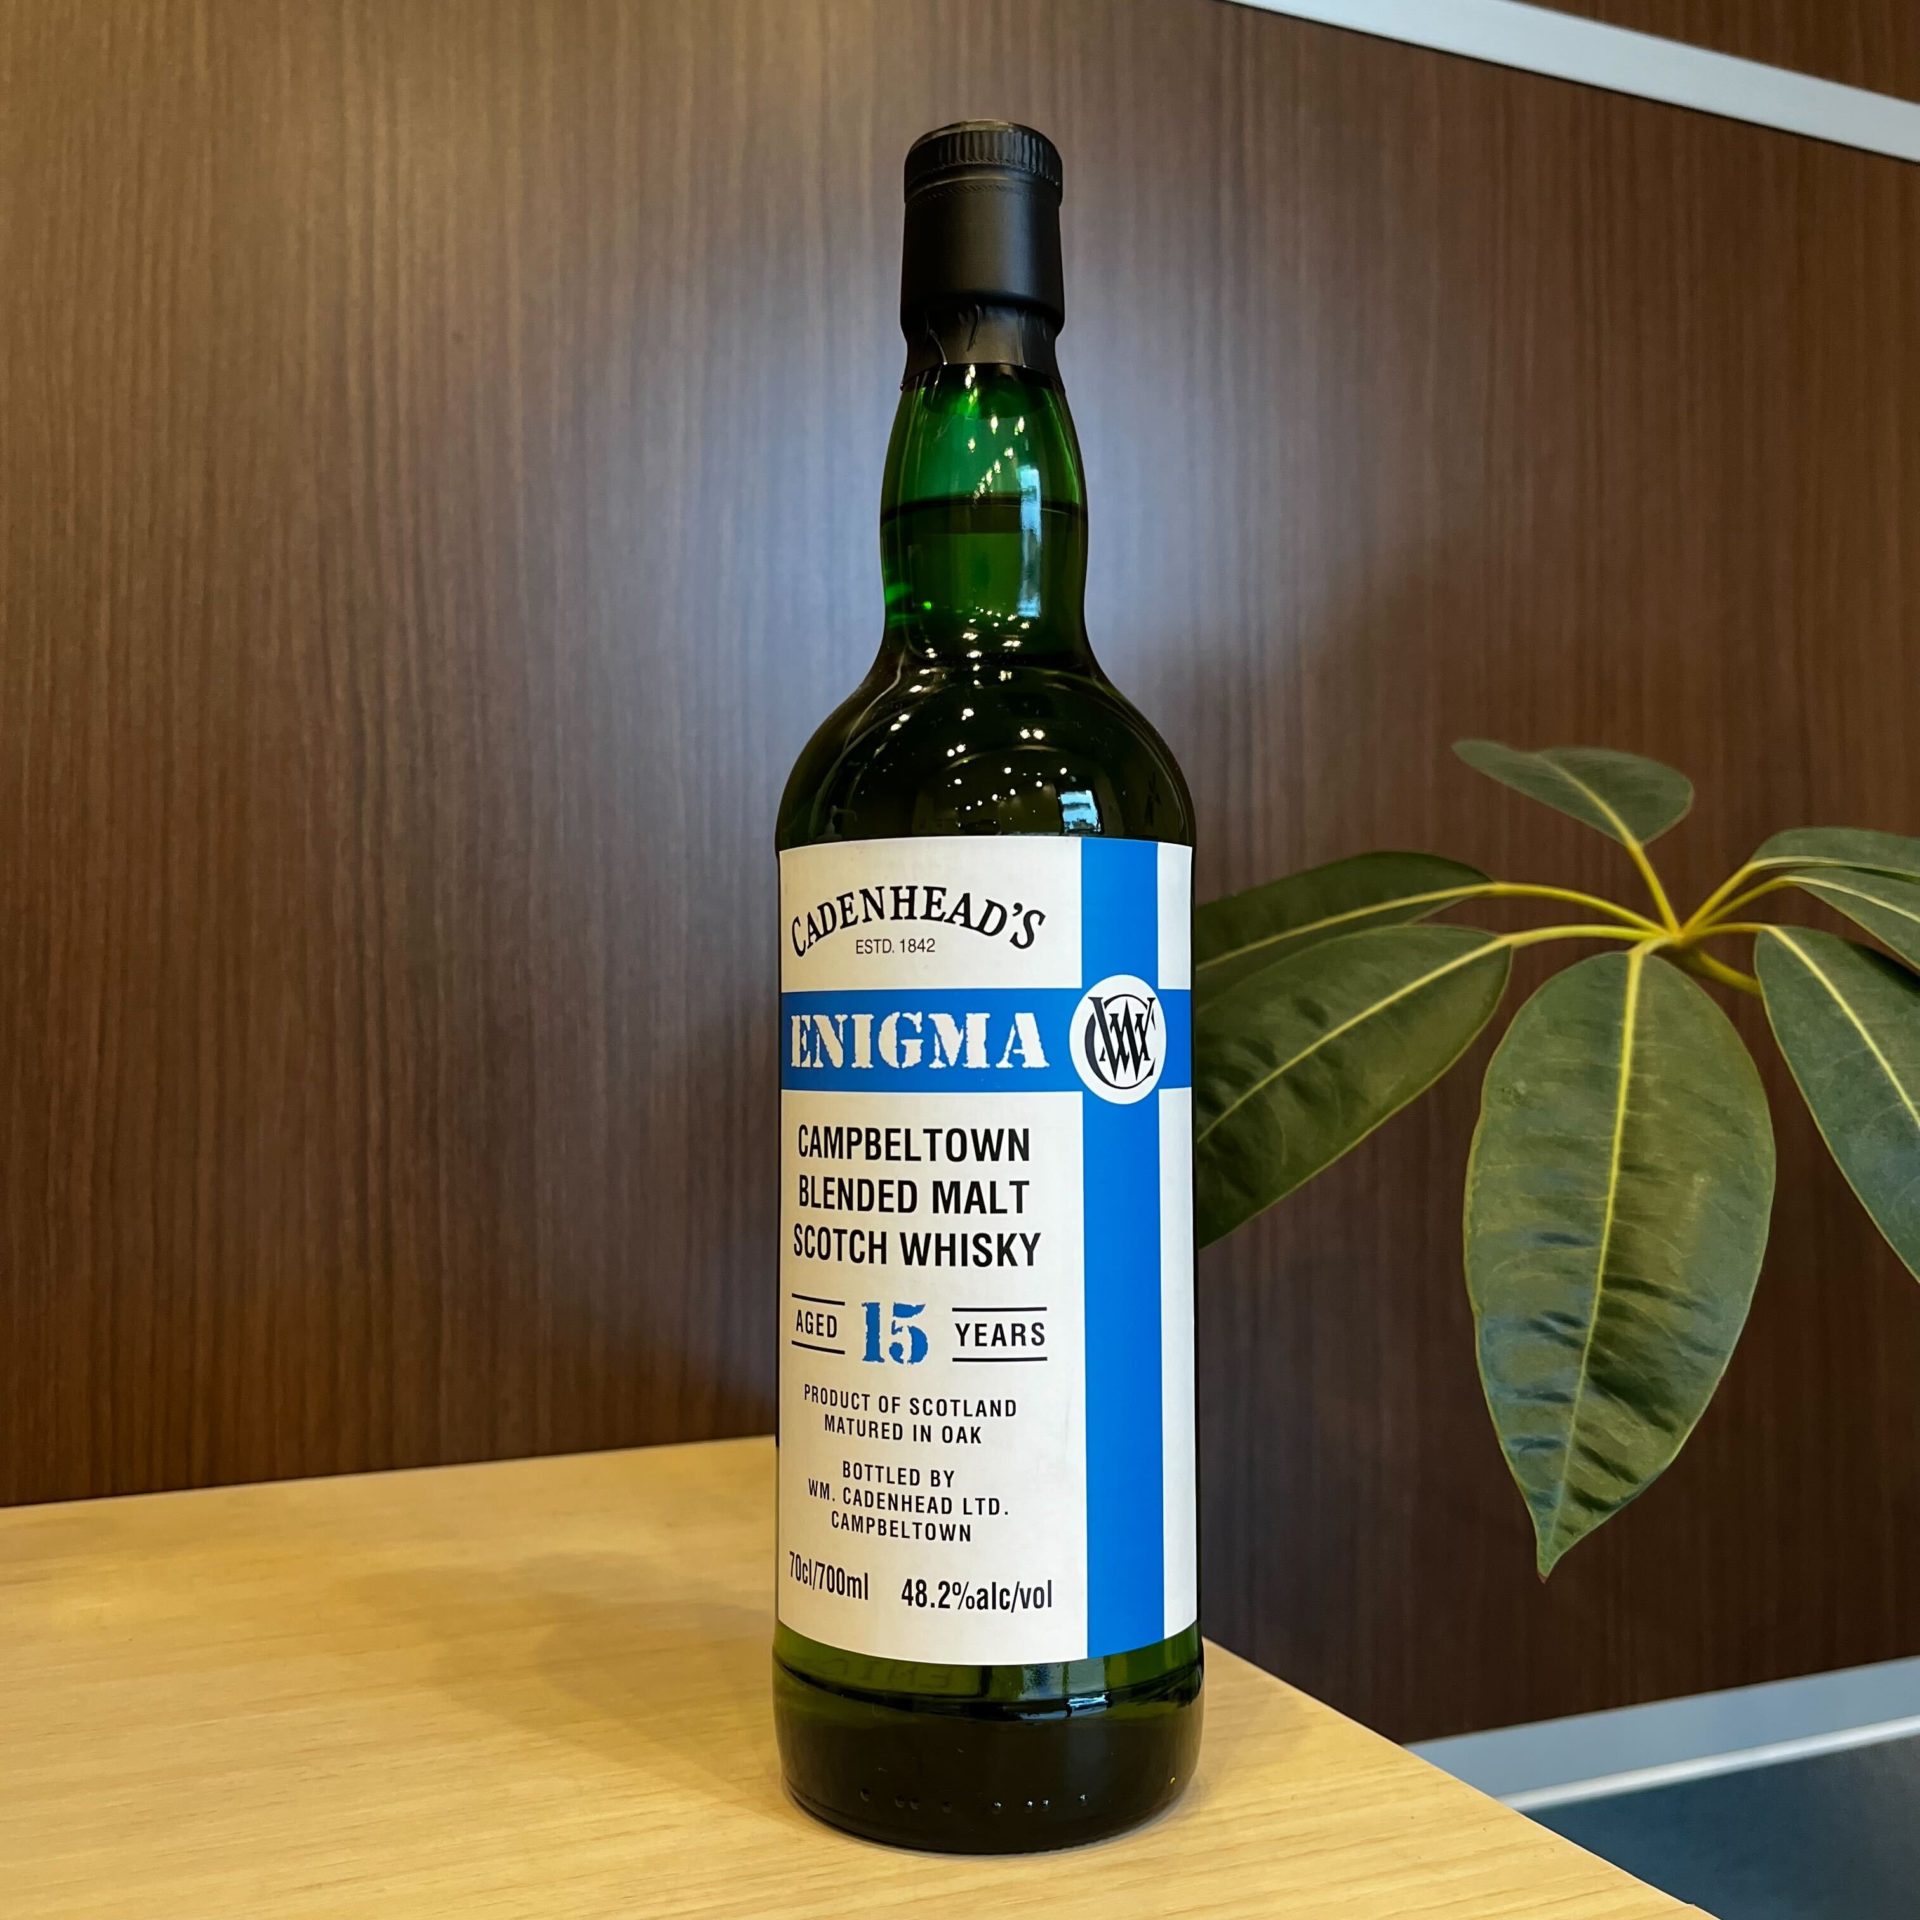 CADENHEAD'S
ESTD. 1842
ENIGMA
CAMPBELTOWN
BLENDED MALT
SCOTCH WHISKY
AGED 15 YEARS
PRODUCT OF SCOTLAND
MATURED IN OAK
BOTTLED BY
WM. CADENHEAD LTD.
CAMPBELTOWN
70cl/700ml 48.2%alc/vol